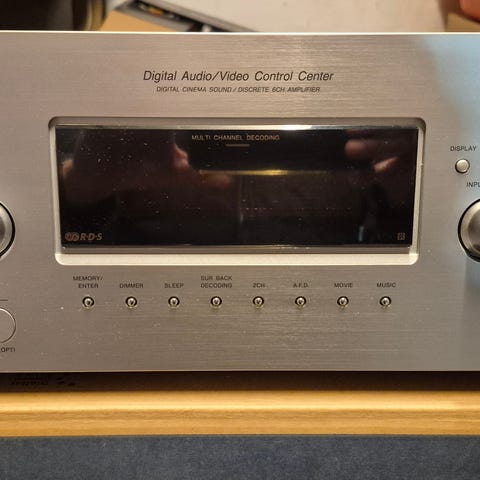 Digital Audio/Video Control Center
DIGITAL CINEMA SOUND / DISCRETE 6CH AMPLIFIER
MULTI CHANNEL DECODING
DISPLAY
INPU
R·D·S
MEMORY/
ENTER
DIMMER
SLEEP
SUR BACK
DECODING
2CH
A.F.D.
MOVIE
MUSIC
OPTI